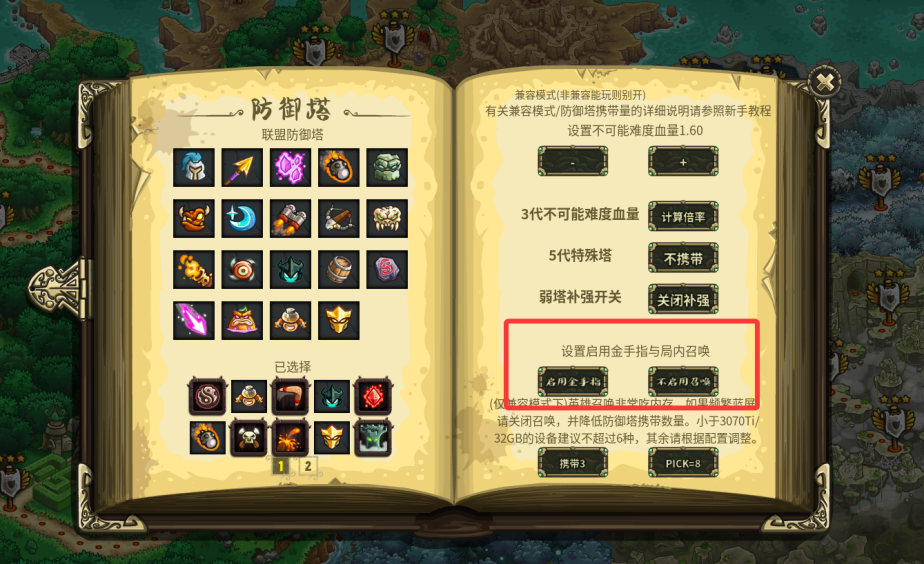 防御塔
联盟防御塔
已选择
1 2
兼容模式(非兼容能玩则别开)
有关兼容模式/防御塔携带量的详细说明请参照新手教程
设置不可能难度血量1.60
- +
3代不可能难度血量 计算倍率
5代特殊塔 不携带
弱塔补强开关 关闭补强
设置启用金手指与局内召唤
启用金手指 不启用召唤
(仅兼容模式下)英雄召唤非常吃内存，如果频繁蓝屏
请关闭召唤，并降低防御塔携带数量。小于3070Ti/
32GB的设备建议不超过6种，其余请根据配置调整。
携带3 PICK=8